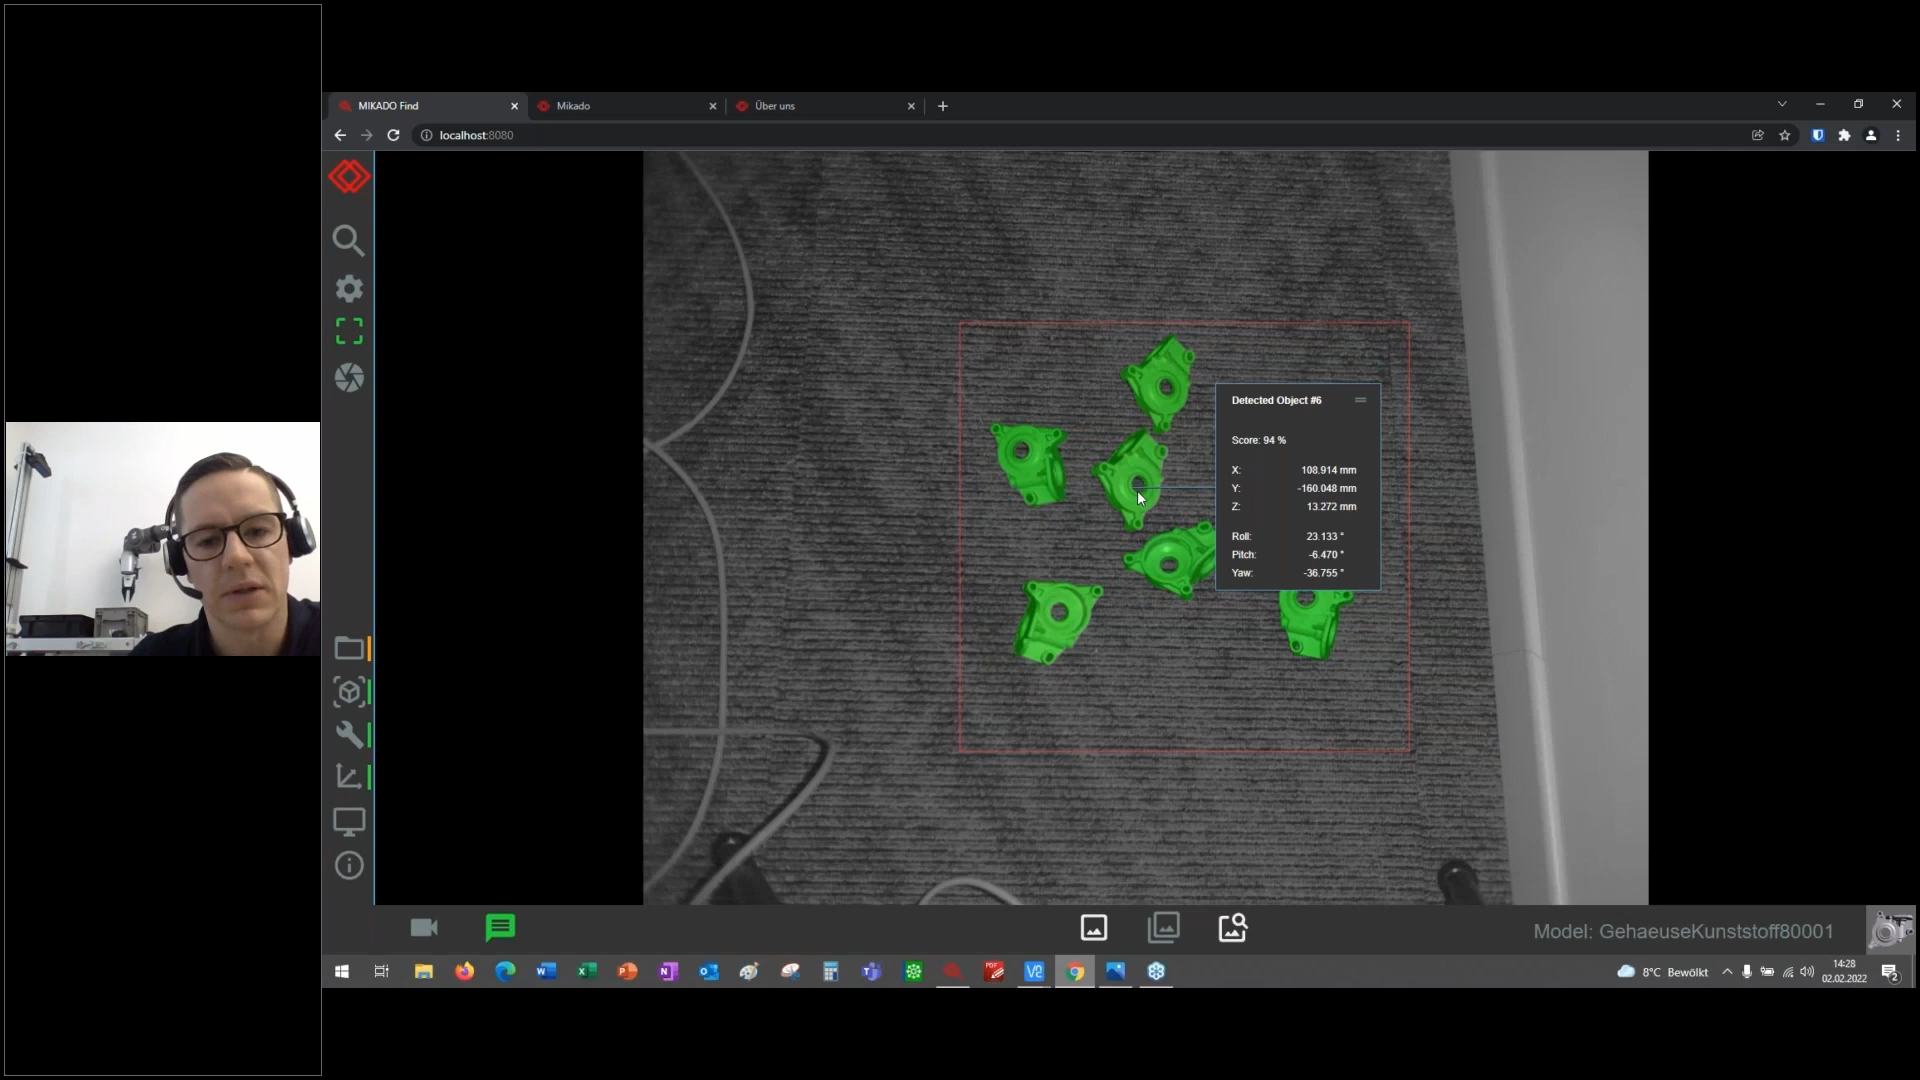 MIKADO Find
Mikado
Über uns
localhost:8080
Detected Object #6
Score: 94 %
X: 108.914 mm
Y: -160.048 mm
Z: 13.272 mm
Roll: 23.133 °
Pitch: -6.470 °
Yaw: -36.755 °
Model: GehaeuseKunststoff80001
8°C Bewölkt
14:28
02.02.2022
2